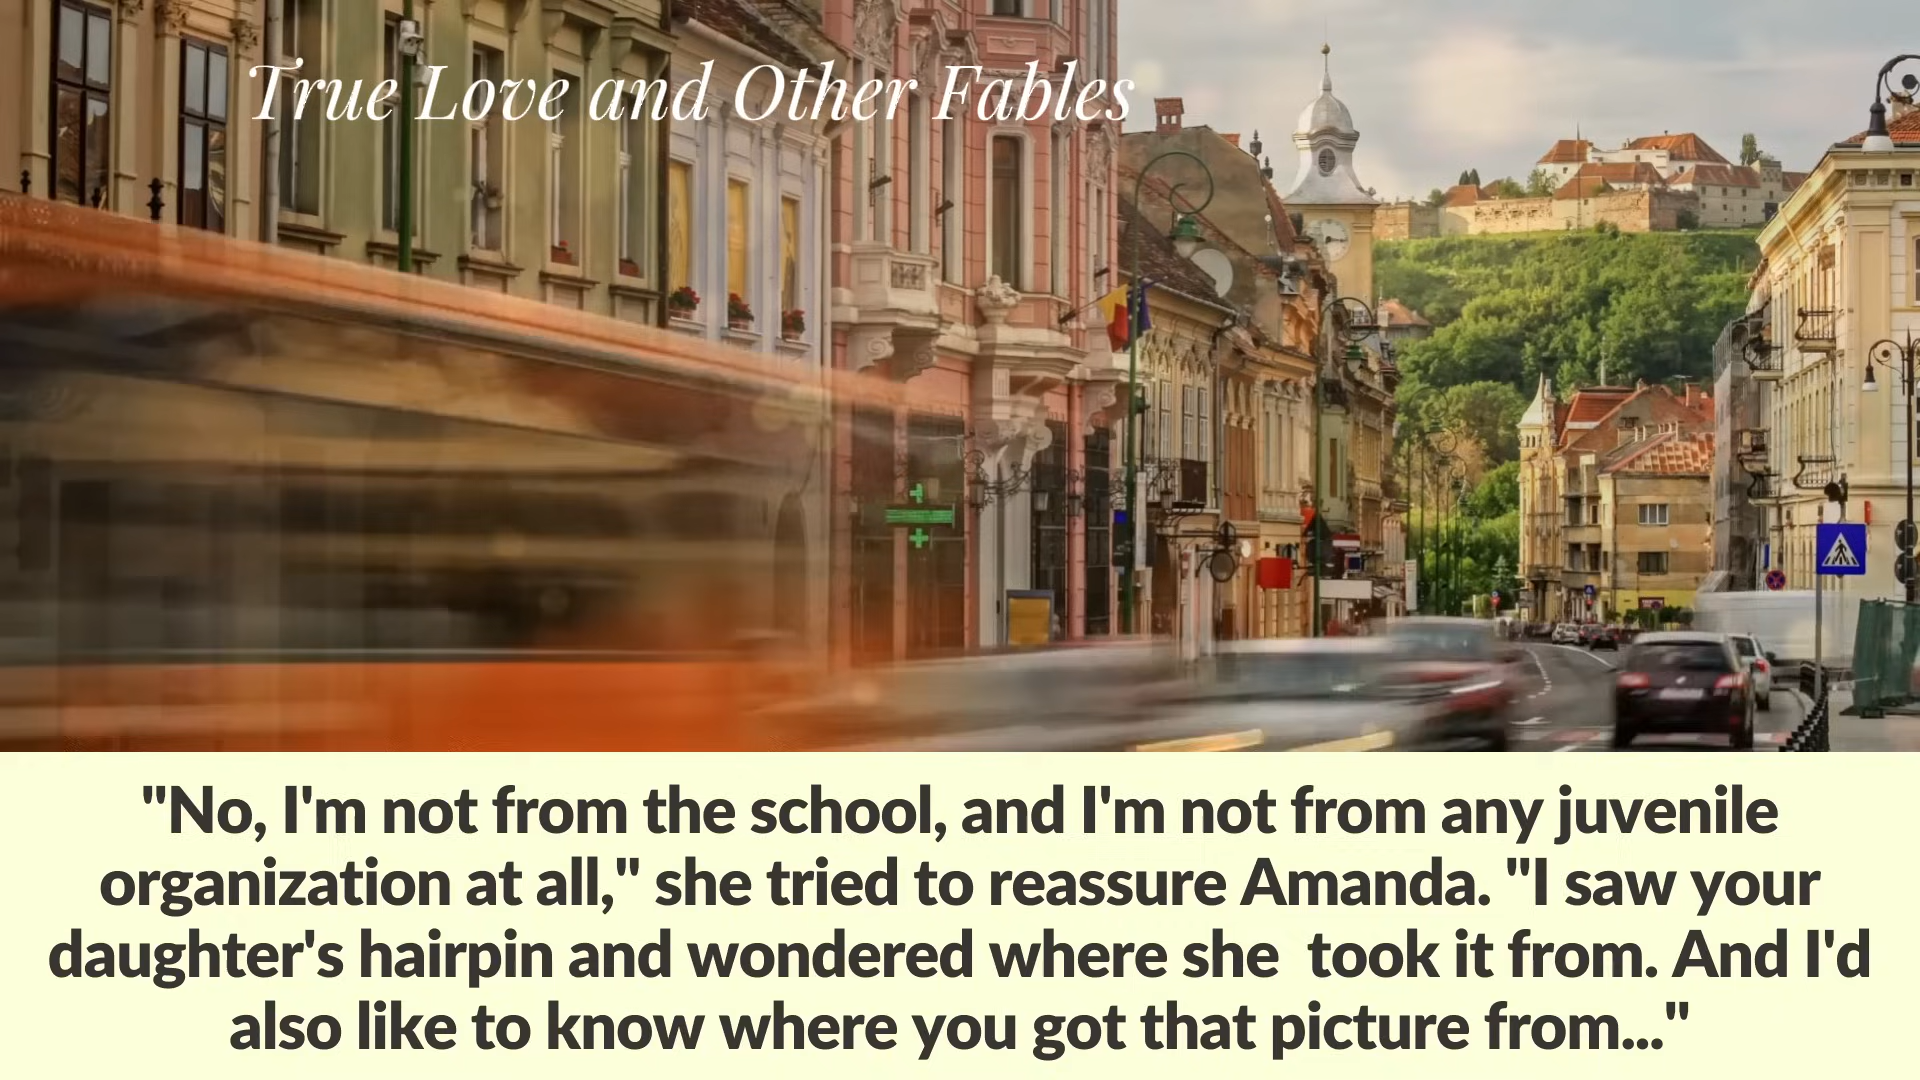 True Love and Other Fables
"No, I'm not from the school, and I'm not from any juvenile
organization at all," she tried to reassure Amanda. "I saw your
daughter's hairpin and wondered where she  took it from. And I'd
also like to know where you got that picture from..."